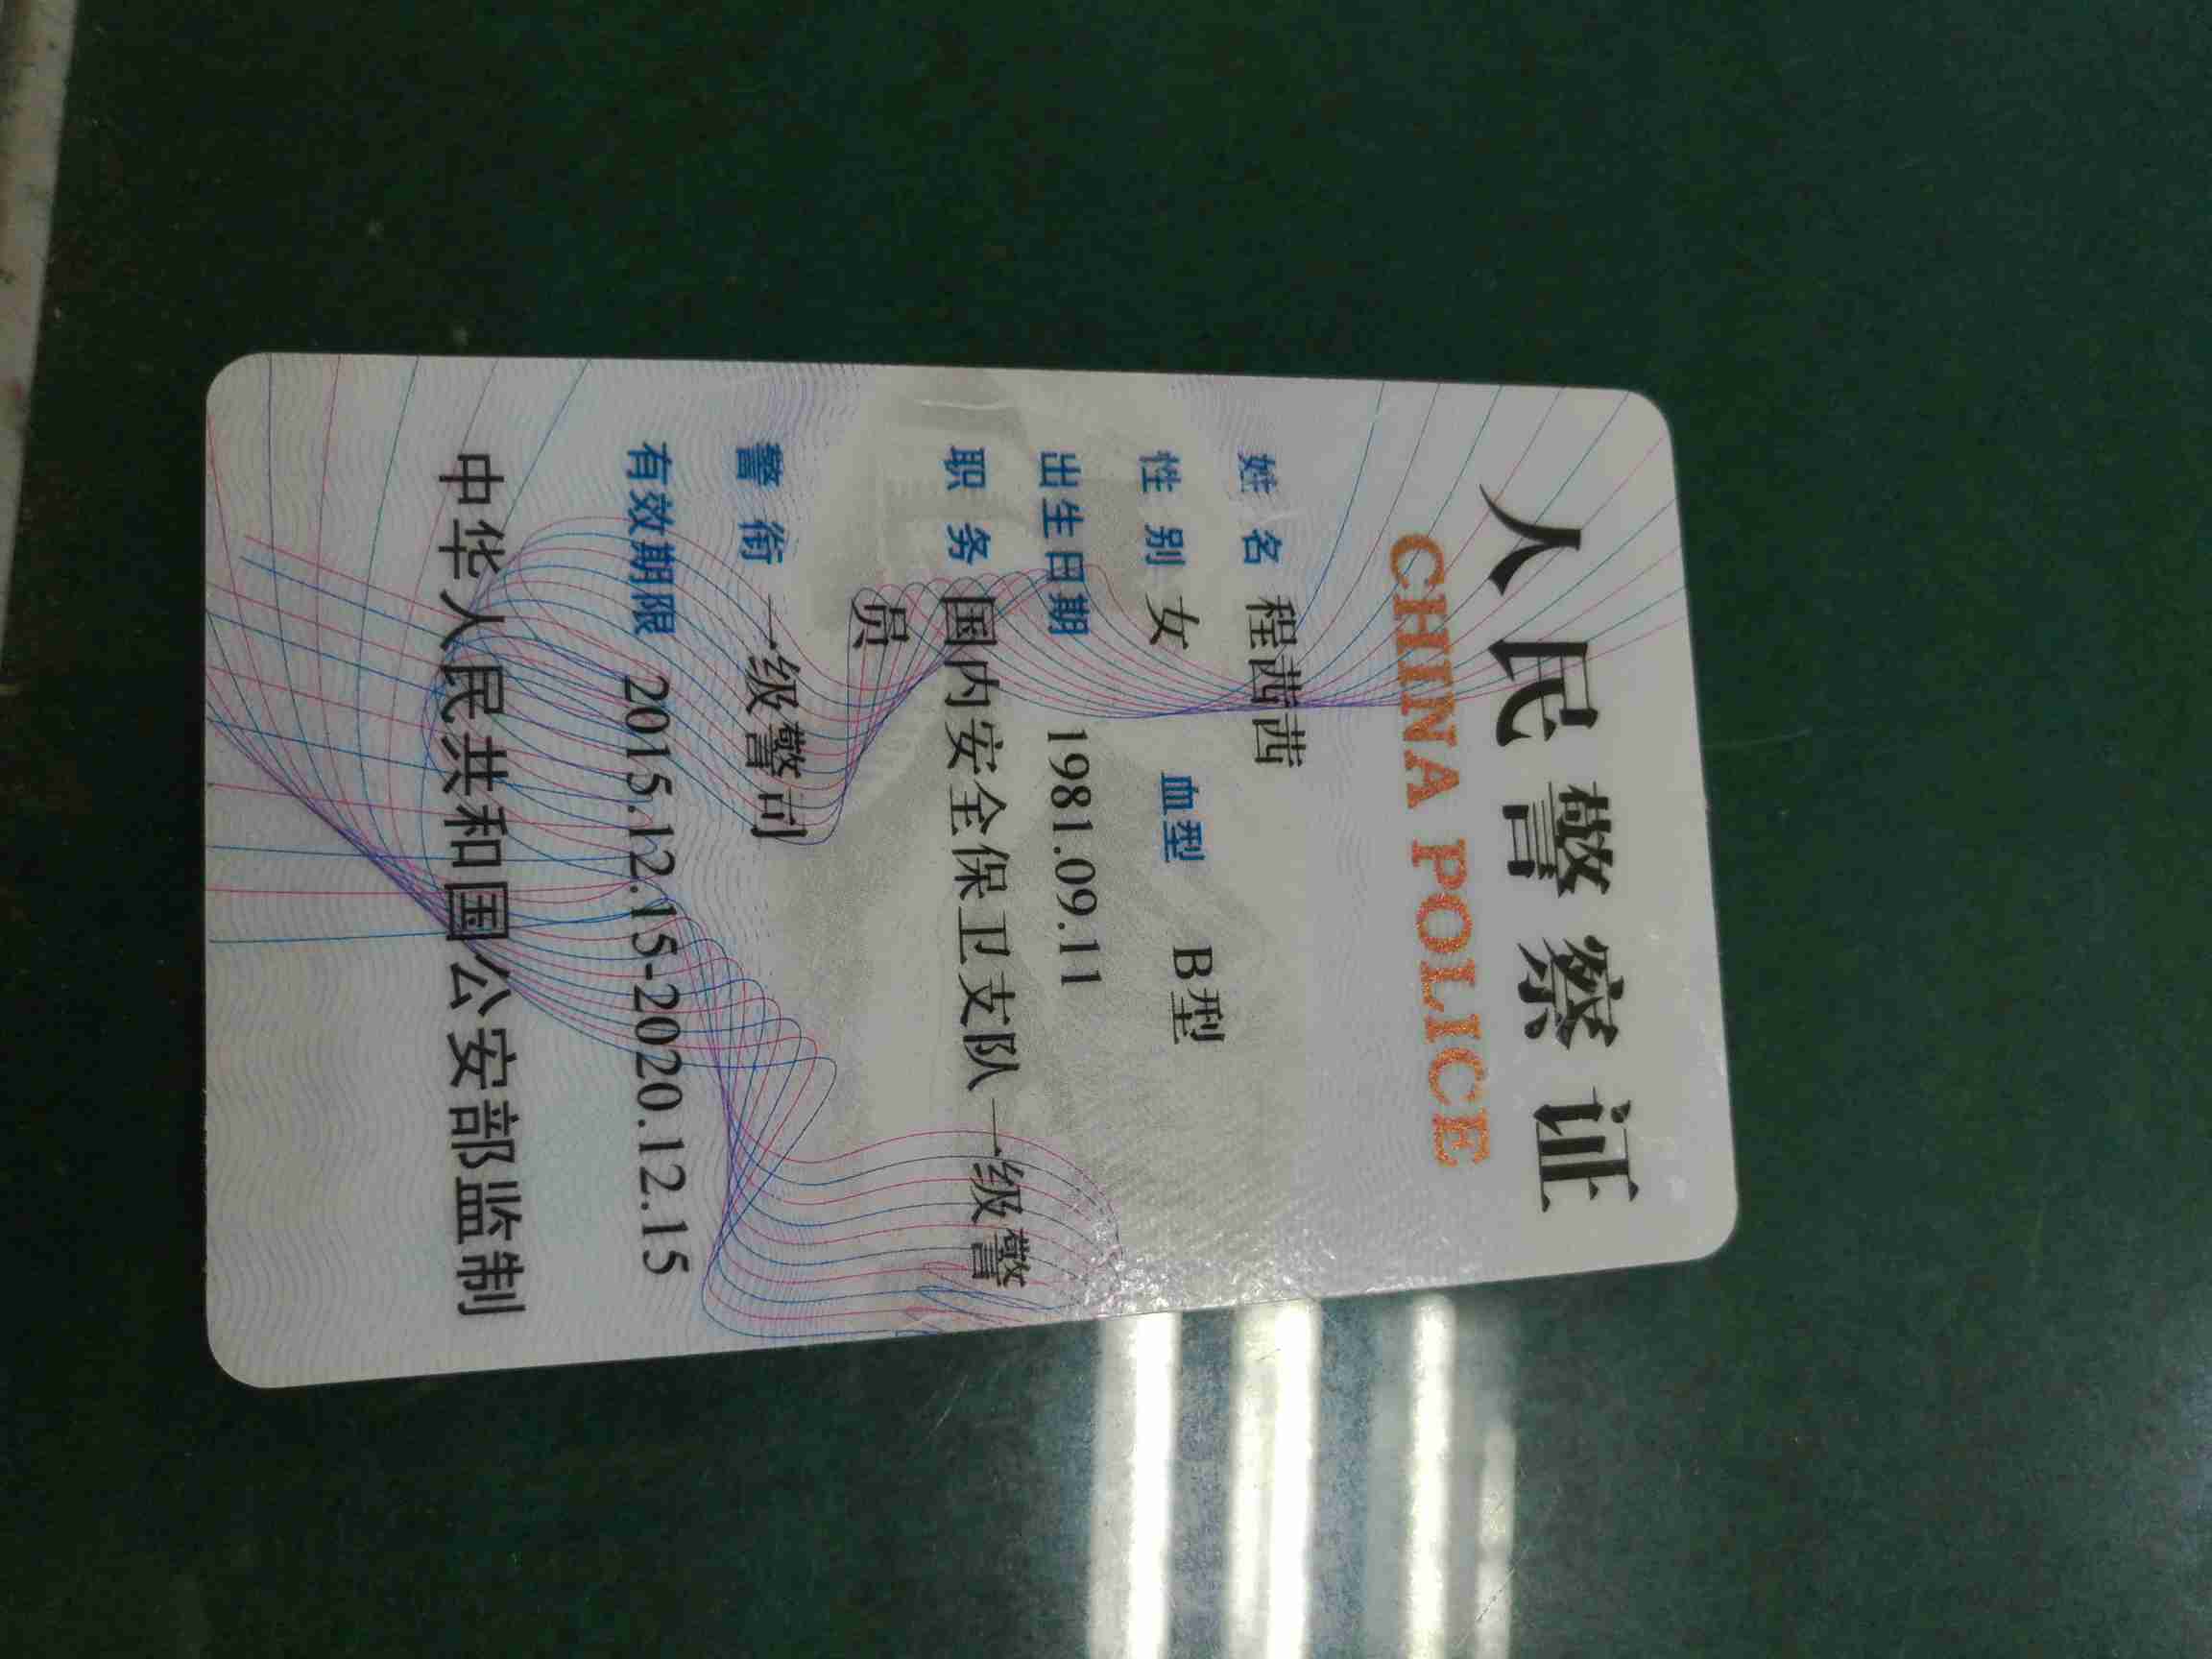 人民警察证
CHINA POLICE
姓 名 程茜茜
性 别 女 血型 B型
出生日期 1981.09.11
职 务 国内安全保卫支队一级警
员
警 衔 一级警司
有效期限 2015.12.15-2020.12.15
中华人民共和国公安部监制